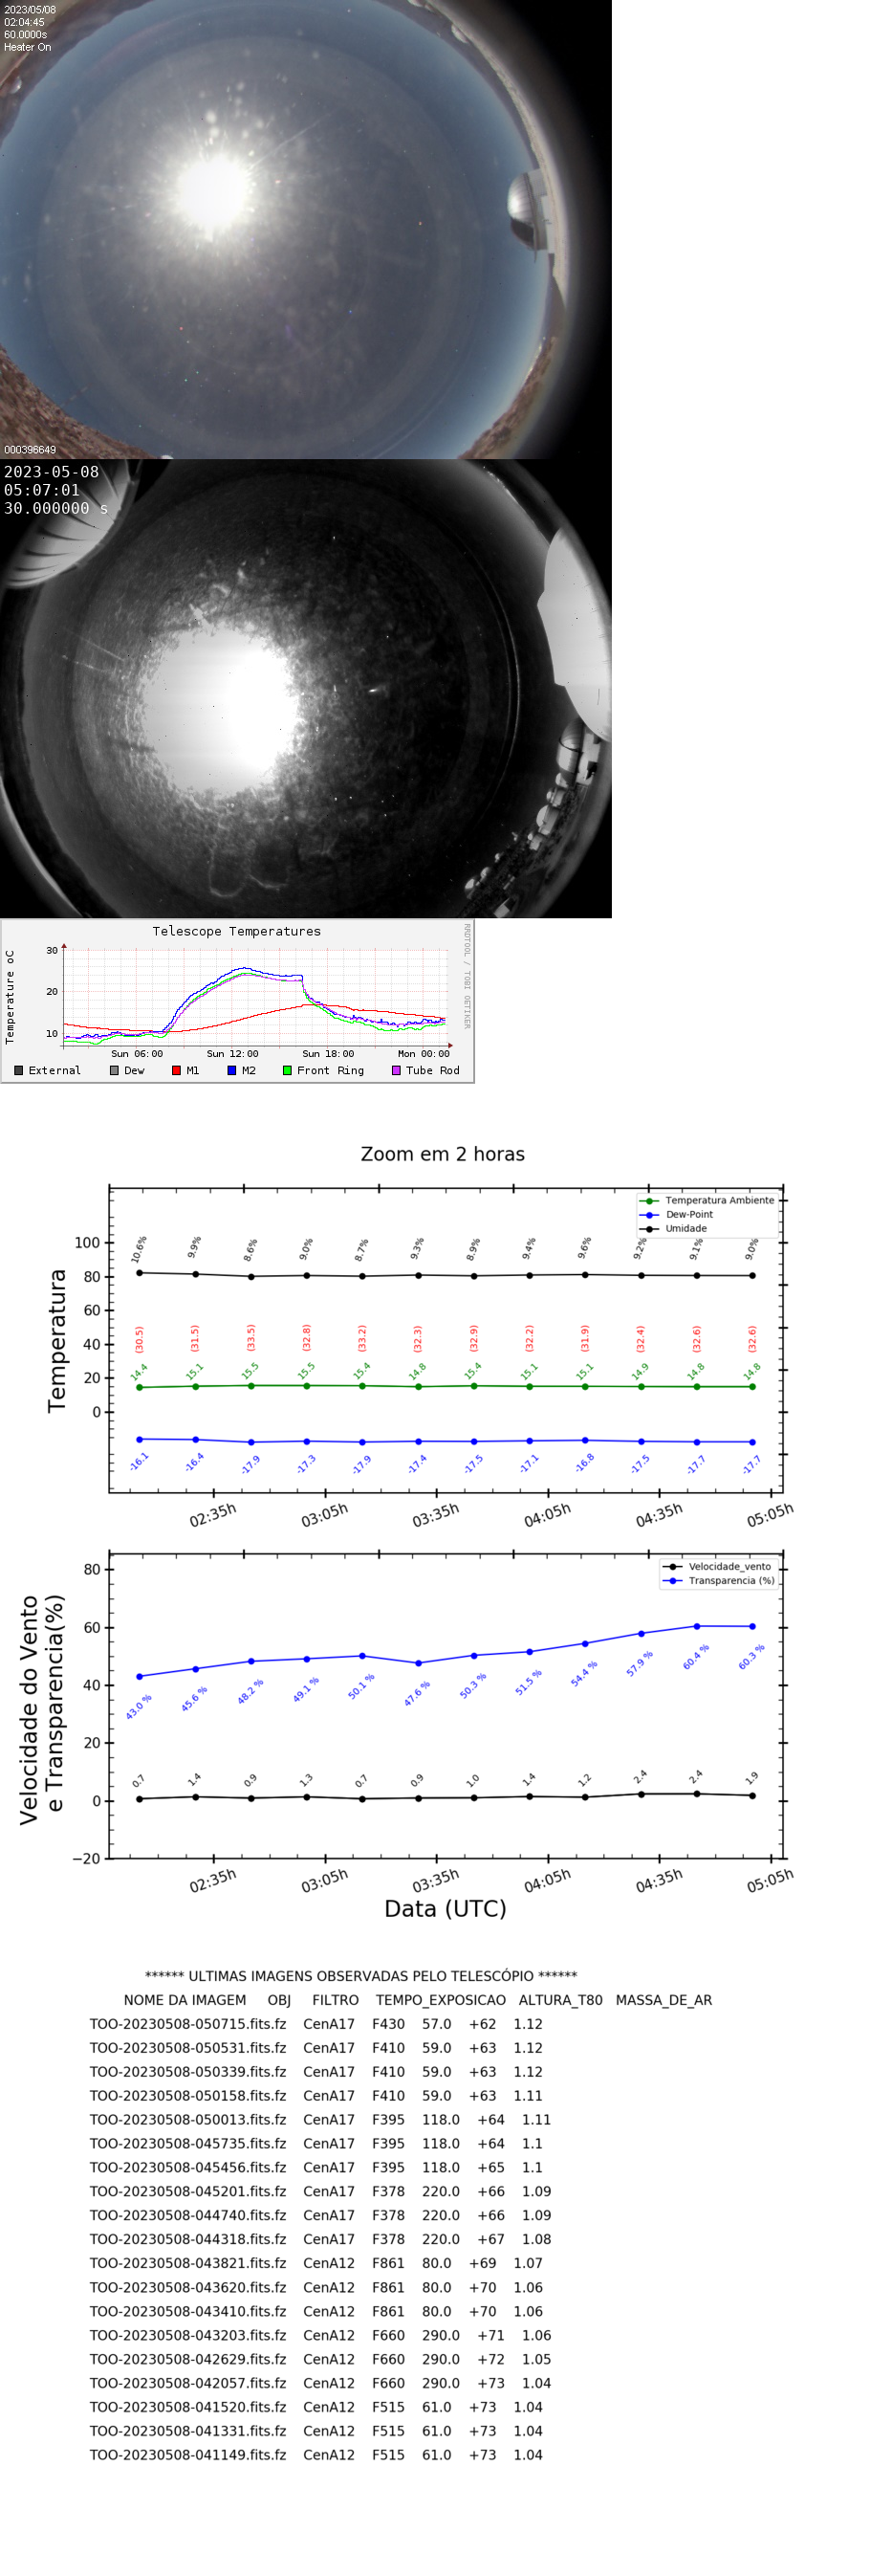 2023/05/08
02:04:45
60.0000s
Heater On
000396649
2023-05-08
05:07:01
30.000000 s
Telescope Temperatures
RRDTOOL / TOBI OETIKER
Temperature oC
30
20
10
Sun 06:00 Sun 12:00 Sun 18:00 Mon 00:00
External Dew M1 M2 Front Ring Tube Rod
Zoom em 2 horas
Temperatura Ambiente
Dew-Point
Umidade
Temperatura
100
80
60
40
20
0
10.6% 9.9% 8.6% 9.0% 8.7% 9.3% 8.9% 9.4% 9.6% 9.2% 9.1% 9.0%
(30.5) (31.5) (33.5) (32.8) (33.2) (32.3) (32.9) (32.2) (31.9) (32.4) (32.6) (32.6)
14.4 15.1 15.5 15.5 15.4 14.8 15.4 15.1 15.1 14.9 14.8 14.8
-16.1 -16.4 -17.9 -17.3 -17.9 -17.4 -17.5 -17.1 -16.8 -17.5 -17.7 -17.7
02:35h 03:05h 03:35h 04:05h 04:35h 05:05h
Velocidade_vento
Transparencia (%)
Velocidade do Vento
e Transparencia(%)
80
60
40
20
0
−20
43.0 % 45.6 % 48.2 % 49.1 % 50.1 % 47.6 % 50.3 % 51.5 % 54.4 % 57.9 % 60.4 % 60.3 %
0.7 1.4 0.9 1.3 0.7 0.9 1.0 1.4 1.2 2.4 2.4 1.9
02:35h 03:05h 03:35h 04:05h 04:35h 05:05h
Data (UTC)
****** ULTIMAS IMAGENS OBSERVADAS PELO TELESCÓPIO ******
NOME DA IMAGEM OBJ FILTRO TEMPO_EXPOSICAO ALTURA_T80 MASSA_DE_AR
TOO-20230508-050715.fits.fz CenA17 F430 57.0 +62 1.12
TOO-20230508-050531.fits.fz CenA17 F410 59.0 +63 1.12
TOO-20230508-050339.fits.fz CenA17 F410 59.0 +63 1.12
TOO-20230508-050158.fits.fz CenA17 F410 59.0 +63 1.11
TOO-20230508-050013.fits.fz CenA17 F395 118.0 +64 1.11
TOO-20230508-045735.fits.fz CenA17 F395 118.0 +64 1.1
TOO-20230508-045456.fits.fz CenA17 F395 118.0 +65 1.1
TOO-20230508-045201.fits.fz CenA17 F378 220.0 +66 1.09
TOO-20230508-044740.fits.fz CenA17 F378 220.0 +66 1.09
TOO-20230508-044318.fits.fz CenA17 F378 220.0 +67 1.08
TOO-20230508-043821.fits.fz CenA12 F861 80.0 +69 1.07
TOO-20230508-043620.fits.fz CenA12 F861 80.0 +70 1.06
TOO-20230508-043410.fits.fz CenA12 F861 80.0 +70 1.06
TOO-20230508-043203.fits.fz CenA12 F660 290.0 +71 1.06
TOO-20230508-042629.fits.fz CenA12 F660 290.0 +72 1.05
TOO-20230508-042057.fits.fz CenA12 F660 290.0 +73 1.04
TOO-20230508-041520.fits.fz CenA12 F515 61.0 +73 1.04
TOO-20230508-041331.fits.fz CenA12 F515 61.0 +73 1.04
TOO-20230508-041149.fits.fz CenA12 F515 61.0 +73 1.04